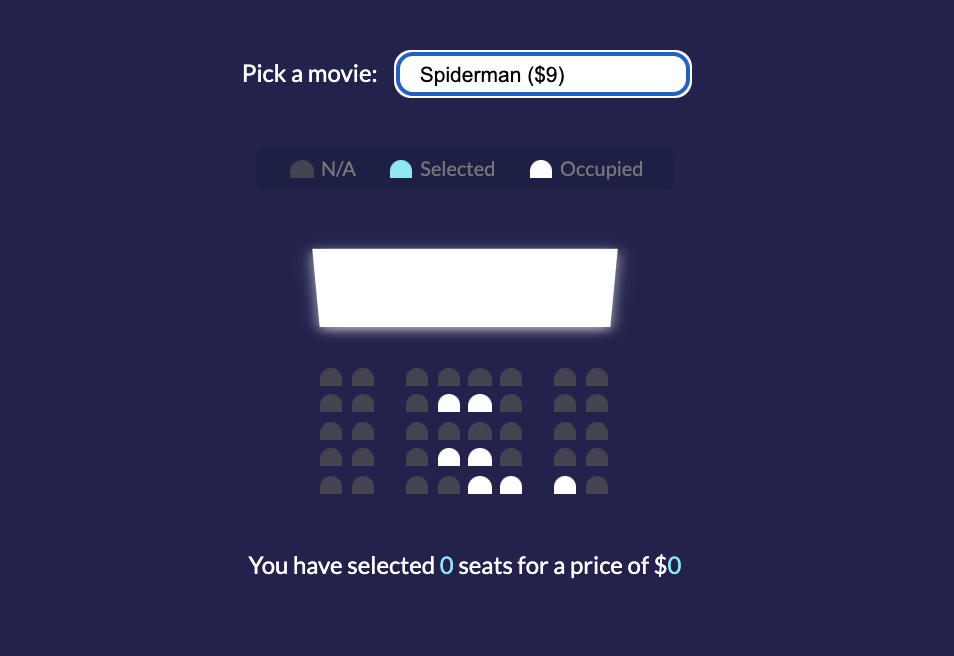 Pick a movie: Spiderman ($9)
N/A Selected Occupied
You have selected 0 seats for a price of $0